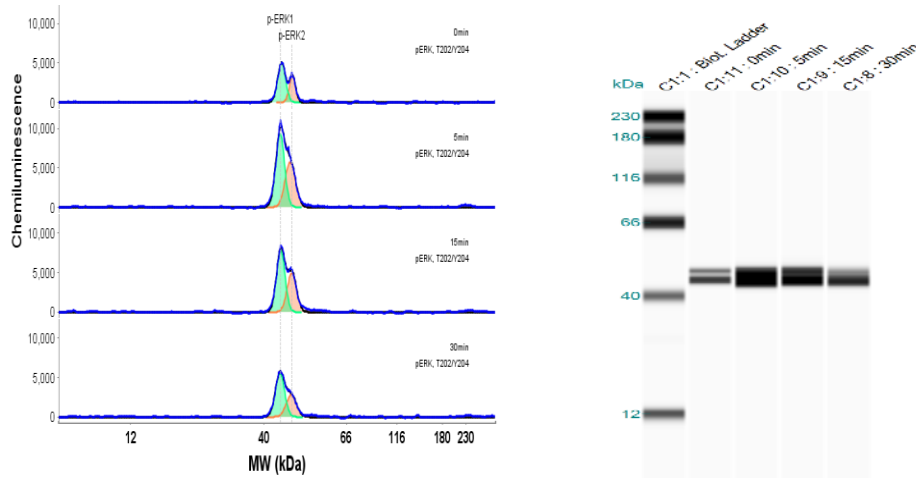 p-ERK1
p-ERK2
Chemiluminescence
10,000
5,000
0
0min
pERK, T202/Y204
10,000
5,000
0
5min
pERK, T202/Y204
10,000
5,000
0
15min
pERK, T202/Y204
10,000
5,000
0
30min
pERK, T202/Y204
12 40 66 116 180 230
MW (kDa)
kDa
C1:1 : Biot. Ladder
C1:11 : 0min
C1:10 : 5min
C1:9 : 15min
C1:8 : 30min
230
180
116
66
40
12